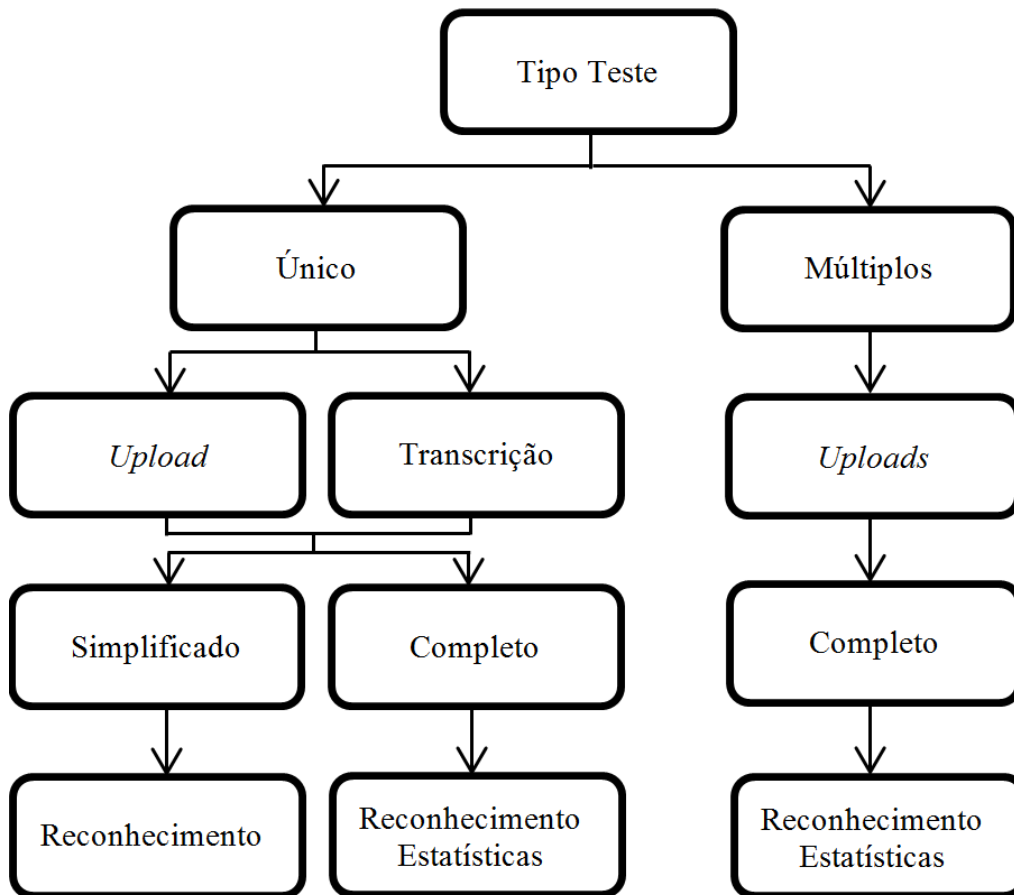 Tipo Teste
Único
Múltiplos
Upload
Transcrição
Uploads
Simplificado
Completo
Completo
Reconhecimento
Reconhecimento
Estatísticas
Reconhecimento
Estatísticas